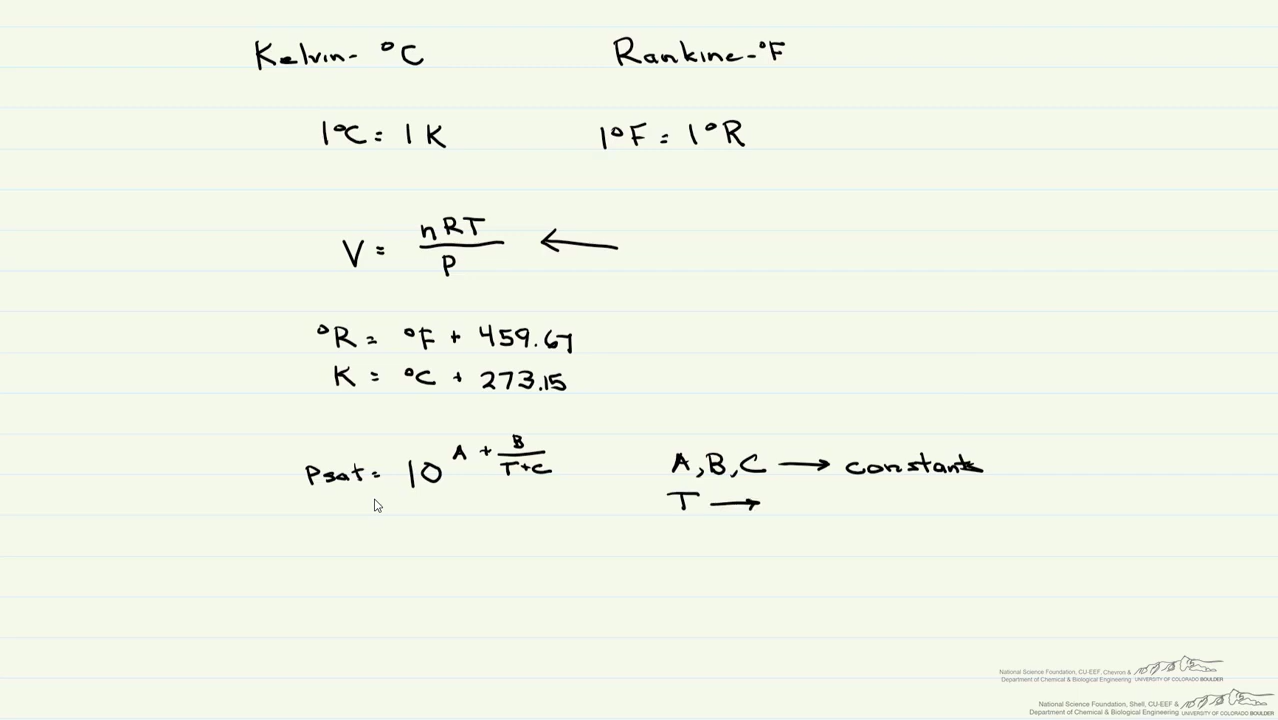 Kelvin - °C Rankine - °F
1°C = 1 K 1°F = 1°R
V = nRT / P ←
°R = °F + 459.67
K = °C + 273.15
Psat = 10^(A + B/(T+C)) A, B, C → constants
T →
National Science Foundation, CU-EEF, Chevron &
Department of Chemical & Biological Engineering UNIVERSITY OF COLORADO BOULDER
National Science Foundation, Shell, CU-EEF &
Department of Chemical & Biological Engineering UNIVERSITY OF COLORADO BOULDER